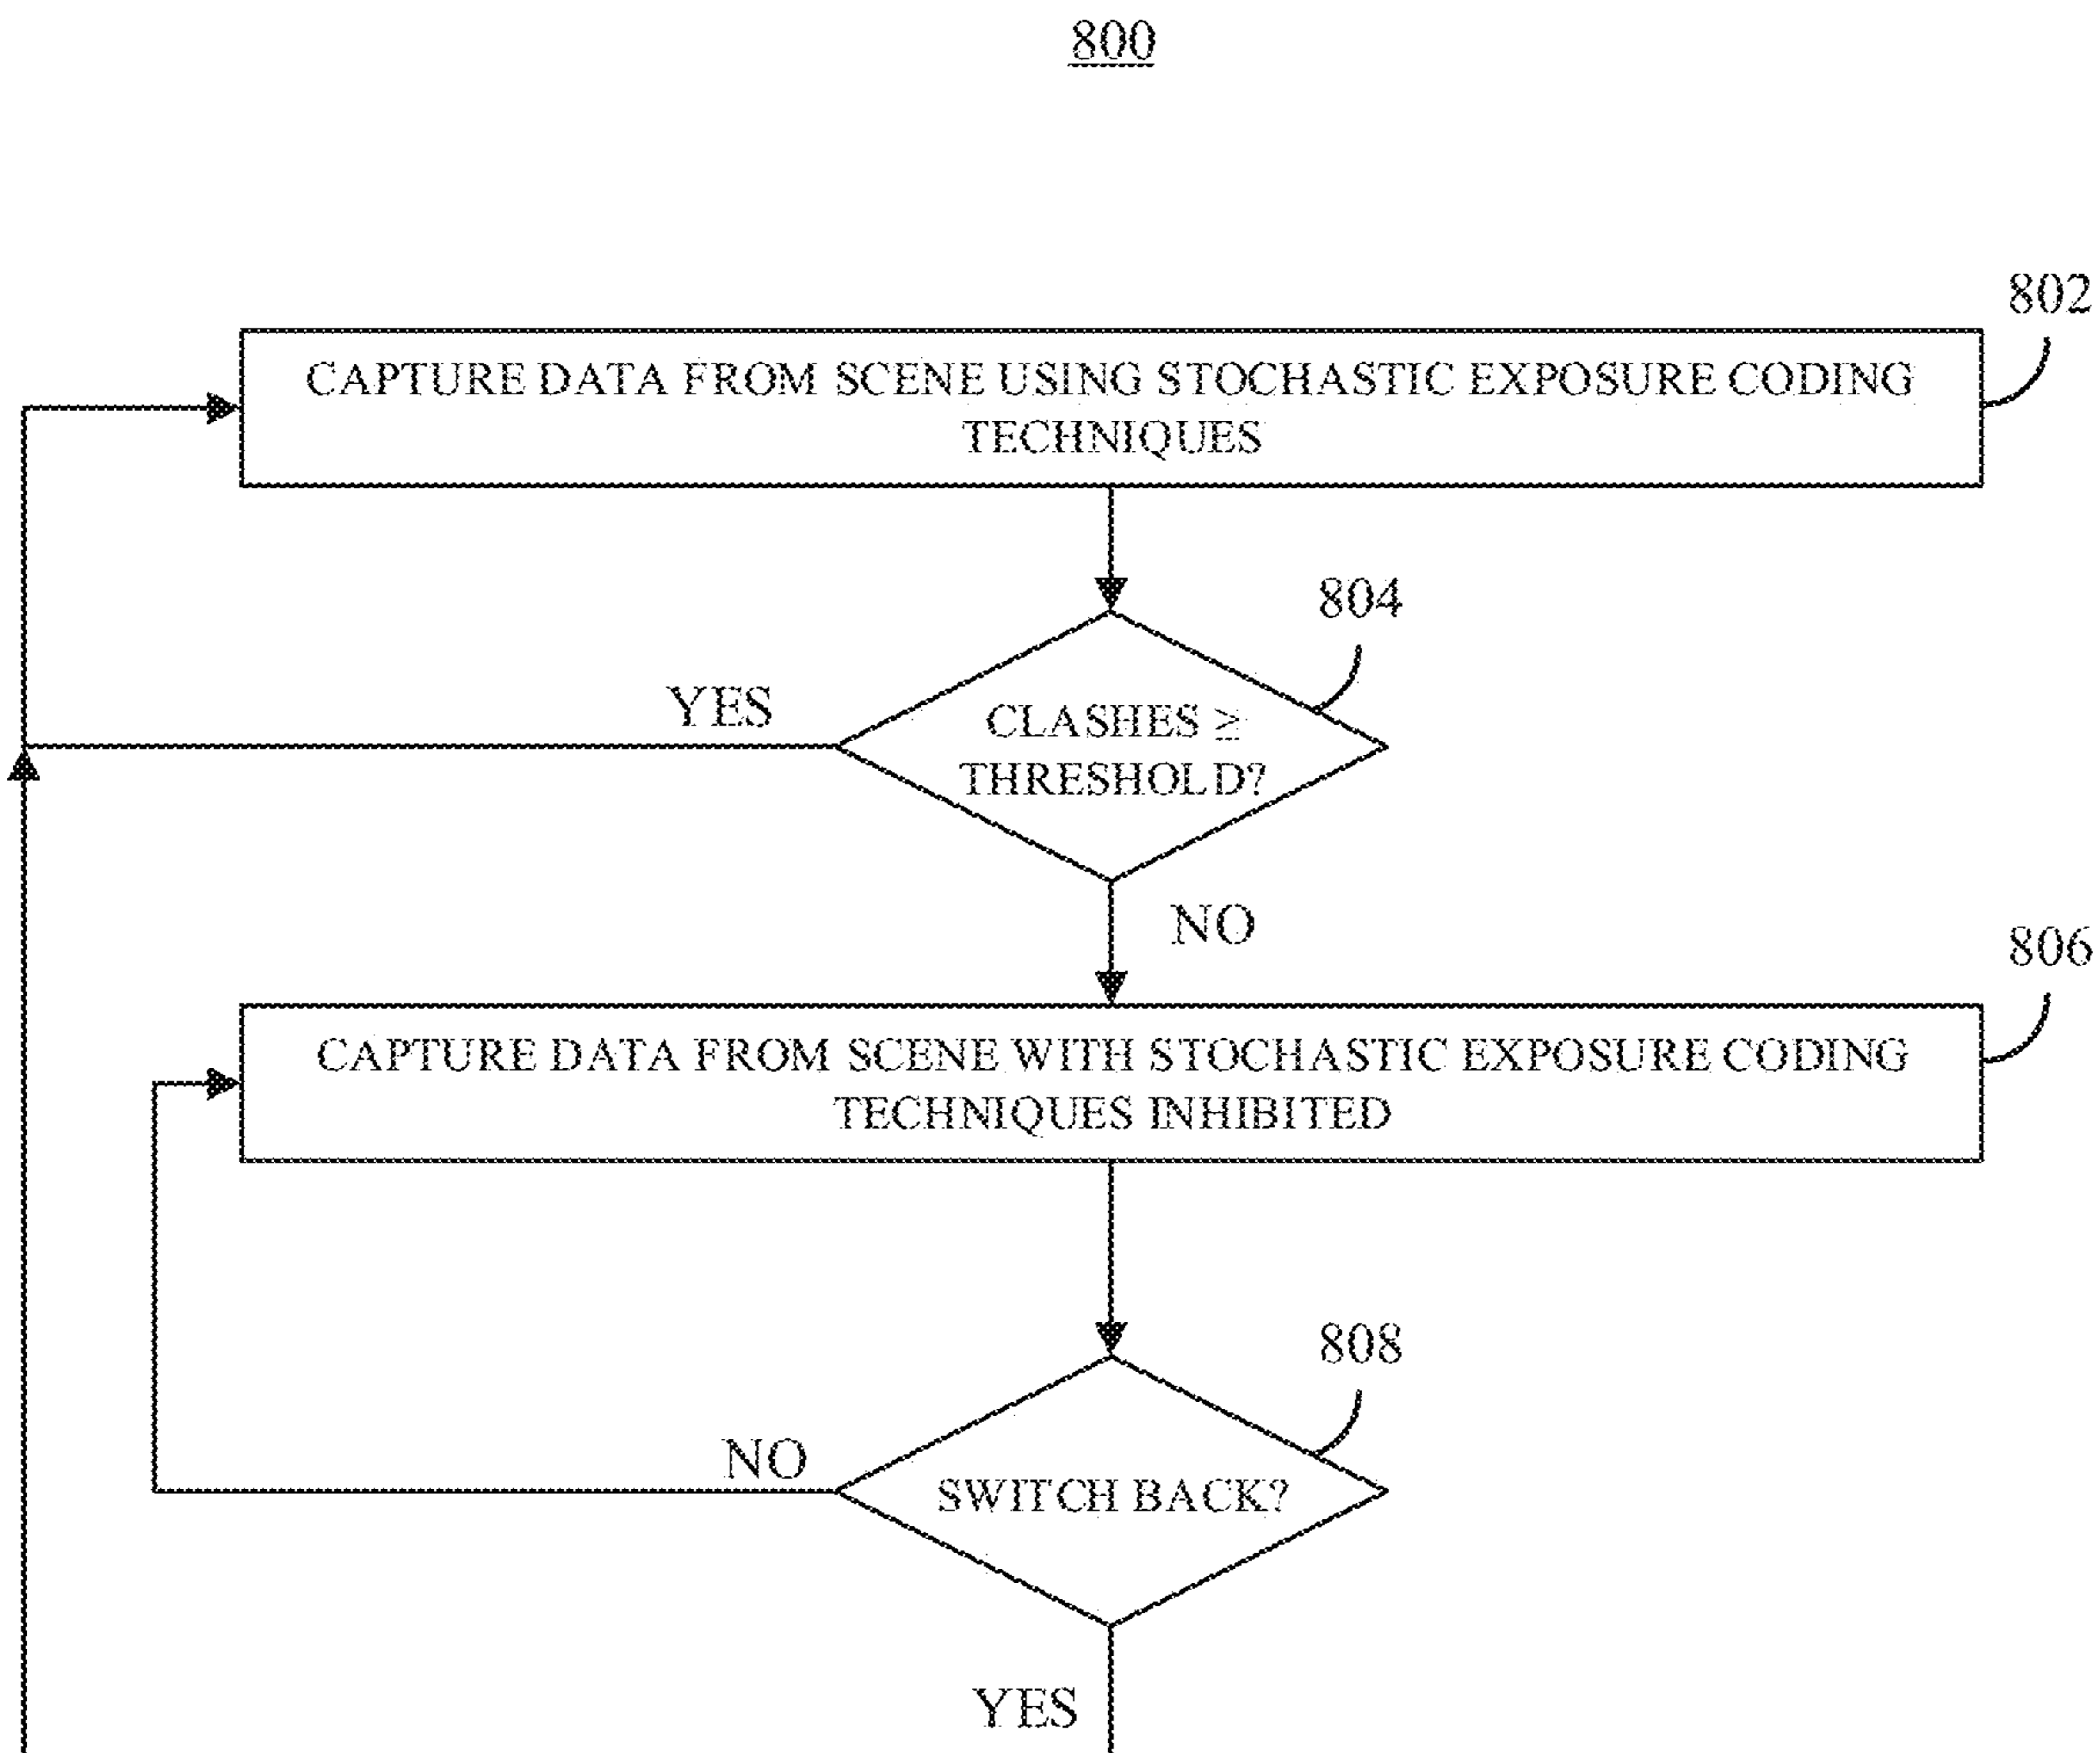 800
802
CAPTURE DATA FROM SCENE USING STOCHASTIC EXPOSURE CODING
TECHNIQUES
804
YES
CLASHES ≥
THRESHOLD?
NO
806
CAPTURE DATA FROM SCENE WITH STOCHASTIC EXPOSURE CODING
TECHNIQUES INHIBITED
808
NO
SWITCH BACK?
YES